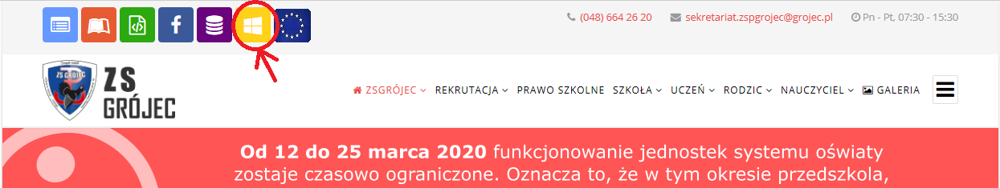 (048) 664 26 20 sekretariat.zspgrojec@grojec.pl Pn - Pt, 07:30 - 15:30
ZS GRÓJEC
ZS
GRÓJEC
ZSGRÓJEC REKRUTACJA PRAWO SZKOLNE SZKOŁA UCZEŃ RODZIC NAUCZYCIEL GALERIA
Od 12 do 25 marca 2020 funkcjonowanie jednostek systemu oświaty
zostaje czasowo ograniczone. Oznacza to, że w tym okresie przedszkola,